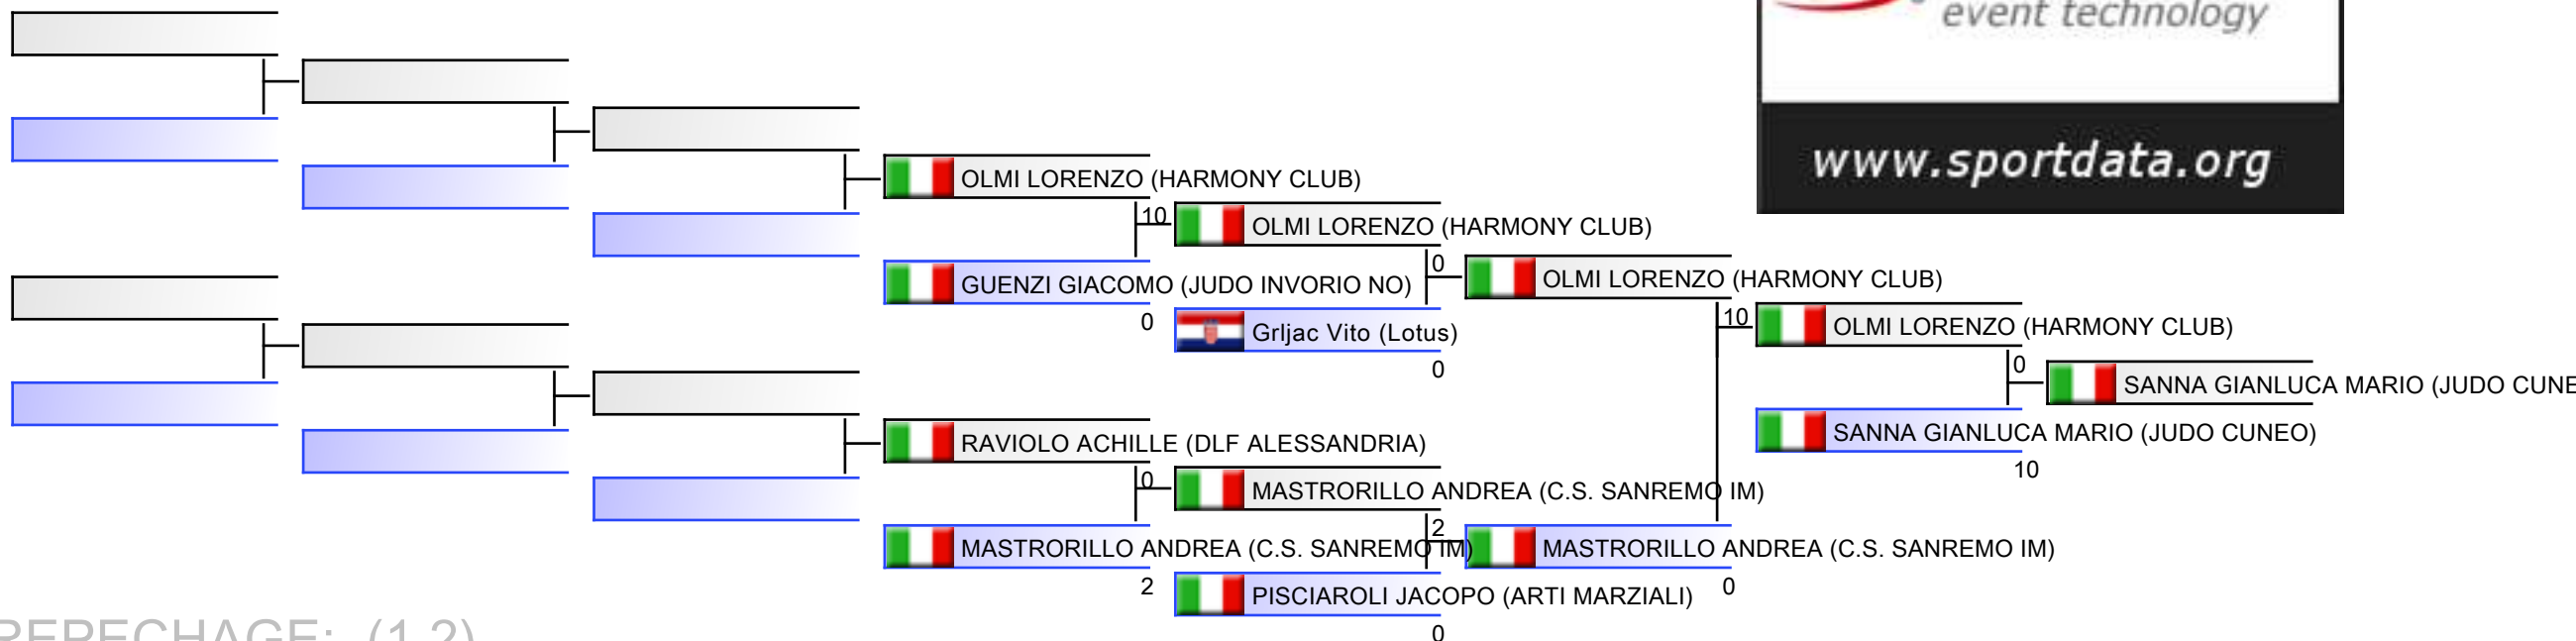 event technology
www.sportdata.org
OLMI LORENZO (HARMONY CLUB)
10
OLMI LORENZO (HARMONY CLUB)
GUENZI GIACOMO (JUDO INVORIO NO)
0
0
OLMI LORENZO (HARMONY CLUB)
Grljac Vito (Lotus)
0
10
OLMI LORENZO (HARMONY CLUB)
0
SANNA GIANLUCA MARIO (JUDO CUNE
SANNA GIANLUCA MARIO (JUDO CUNEO)
10
RAVIOLO ACHILLE (DLF ALESSANDRIA)
0
MASTRORILLO ANDREA (C.S. SANREMO IM)
MASTRORILLO ANDREA (C.S. SANREMO IM)
2
2
MASTRORILLO ANDREA (C.S. SANREMO IM)
0
PISCIAROLI JACOPO (ARTI MARZIALI)
0
REPECHAGE: (1,2)